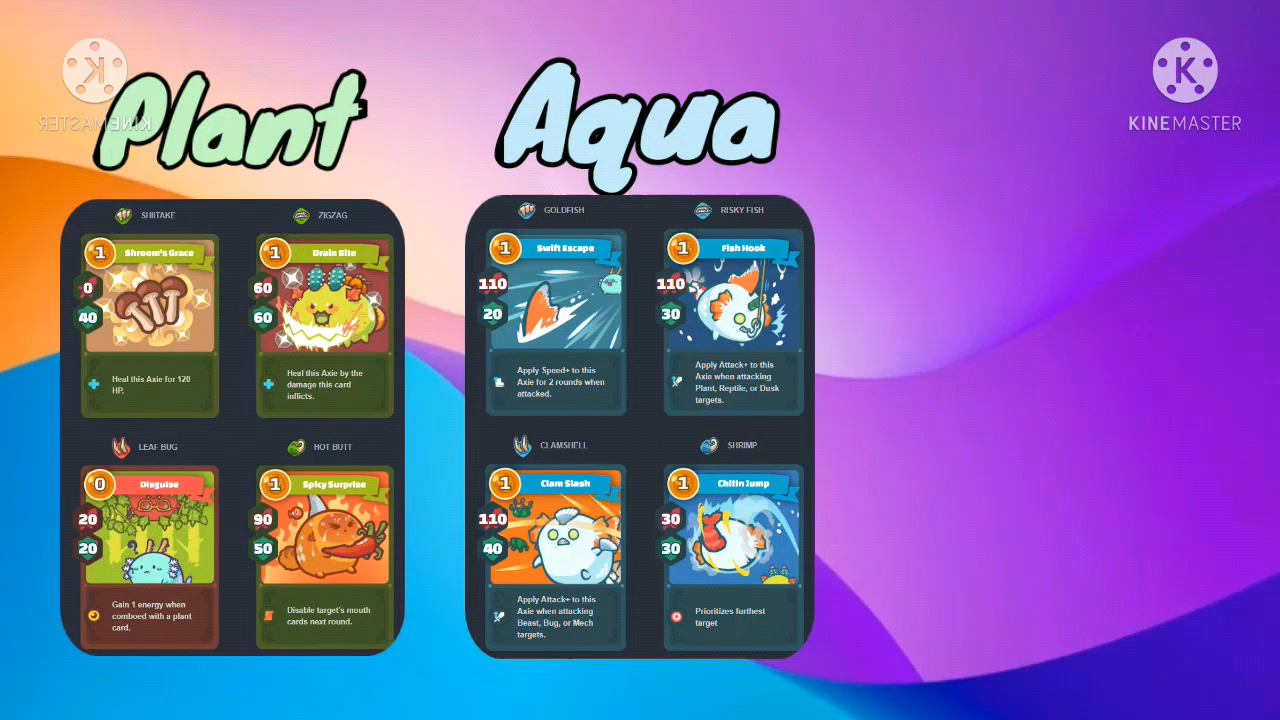 Plant
Aqua
KINEMASTER
KINEMASTER
SHIITAKE
ZIGZAG
1
Shroom's Grace
0
40
Heal this Axie for 120
HP.
1
Drain Bite
60
60
Heal this Axie by the
damage this card
inflicts.
LEAF BUG
HOT BUTT
0
Disguise
20
20
Gain 1 energy when
comboed with a plant
card.
1
Spicy Surprise
90
50
Disable target's mouth
cards next round.
GOLDFISH
RISKY FISH
1
Swift Escape
110
20
Apply Speed+ to this
Axie for 2 rounds when
attacked.
1
Fish Hook
110
30
Apply Attack+ to this
Axie when attacking
Plant, Reptile, or Dusk
targets.
CLAMSHELL
SHRIMP
1
Clam Slash
110
40
Apply Attack+ to this
Axie when attacking
Beast, Bug, or Mech
targets.
1
Chitin Jump
30
30
Prioritizes furthest
target